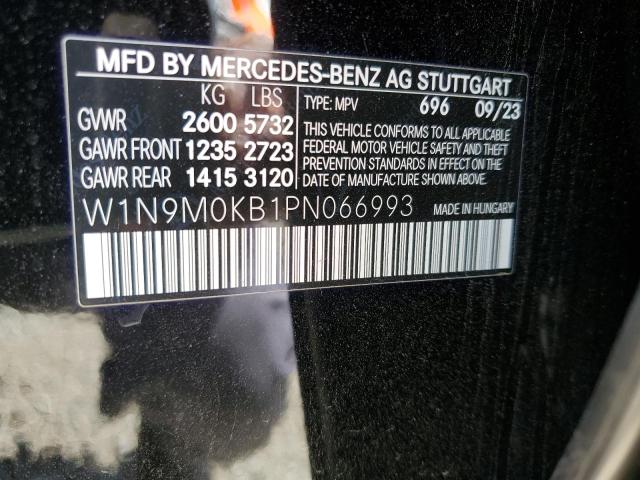 MFD BY MERCEDES-BENZ AG STUTTGART
KG LBS TYPE: MPV 696 09/23
GVWR 2600 5732 THIS VEHICLE CONFORMS TO ALL APPLICABLE
FEDERAL MOTOR VEHICLE SAFETY AND THEFT
GAWR FRONT 1235 2723 PREVENTION STANDARDS IN EFFECT ON THE
GAWR REAR 1415 3120 DATE OF MANUFACTURE SHOWN ABOVE.
W1N9M0KB1PN066993 MADE IN HUNGARY